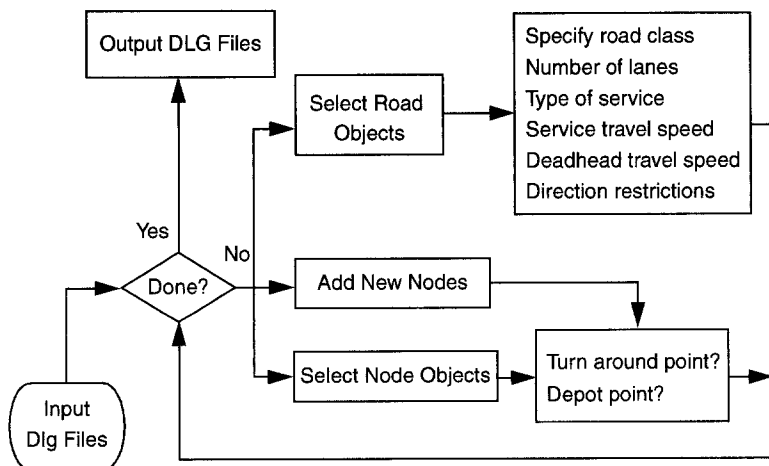 Output DLG Files
Select Road
Objects
Specify road class
Number of lanes
Type of service
Service travel speed
Deadhead travel speed
Direction restrictions
Yes
No
Done?
Add New Nodes
Select Node Objects
Turn around point?
Depot point?
Input
Dlg Files